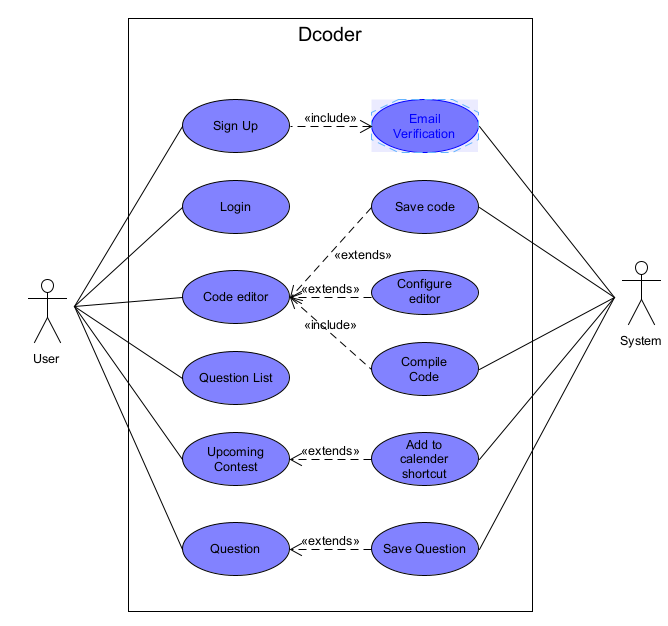 Dcoder
Sign Up
«include»
Email
Verification
Login
Save code
«extends»
Code editor
«extends»
Configure
editor
«include»
User
System
Question List
Compile
Code
Upcoming
Contest
«extends»
Add to
calender
shortcut
Question
«extends»
Save Question